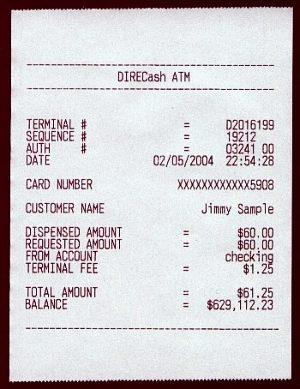 ------------------------------------------
DIRECash ATM
------------------------------------------
TERMINAL # = D2016199
SEQUENCE # = 19212
AUTH # = 03241 00
DATE 02/05/2004 22:54:28
CARD NUMBER XXXXXXXXXXXX5908
CUSTOMER NAME Jimmy Sample
DISPENSED AMOUNT = $60.00
REQUESTED AMOUNT = $60.00
FROM ACCOUNT checking
TERMINAL FEE = $1.25
TOTAL AMOUNT = $61.25
BALANCE = $629,112.23
------------------------------------------